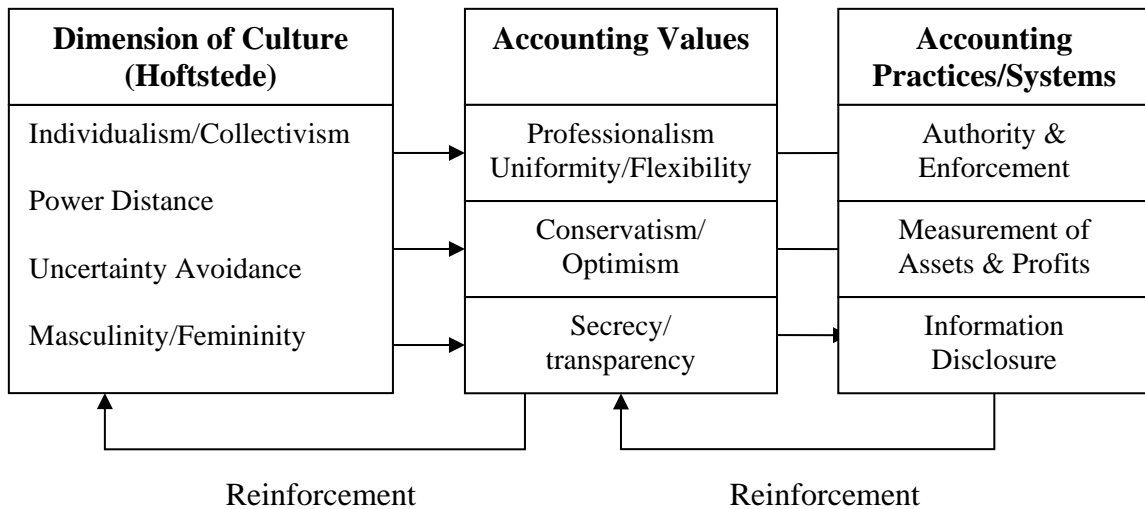 Dimension of Culture
(Hoftstede)
Individualism/Collectivism
Power Distance
Uncertainty Avoidance
Masculinity/Femininity
Accounting Values
Professionalism
Uniformity/Flexibility
Conservatism/
Optimism
Secrecy/
transparency
Accounting
Practices/Systems
Authority &
Enforcement
Measurement of
Assets & Profits
Information
Disclosure
Reinforcement
Reinforcement